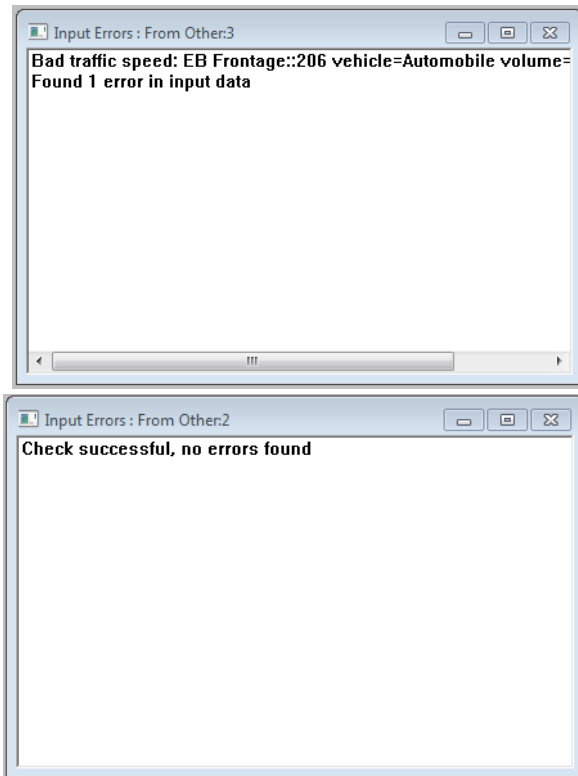 Input Errors : From Other:3
Bad traffic speed: EB Frontage::206 vehicle=Automobile volume=
Found 1 error in input data
Input Errors : From Other:2
Check successful, no errors found